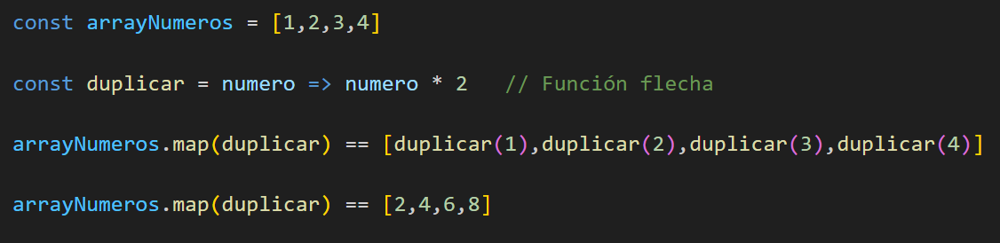 const arrayNumeros = [1,2,3,4]
const duplicar = numero => numero * 2   // Función flecha
arrayNumeros.map(duplicar) == [duplicar(1),duplicar(2),duplicar(3),duplicar(4)]
arrayNumeros.map(duplicar) == [2,4,6,8]